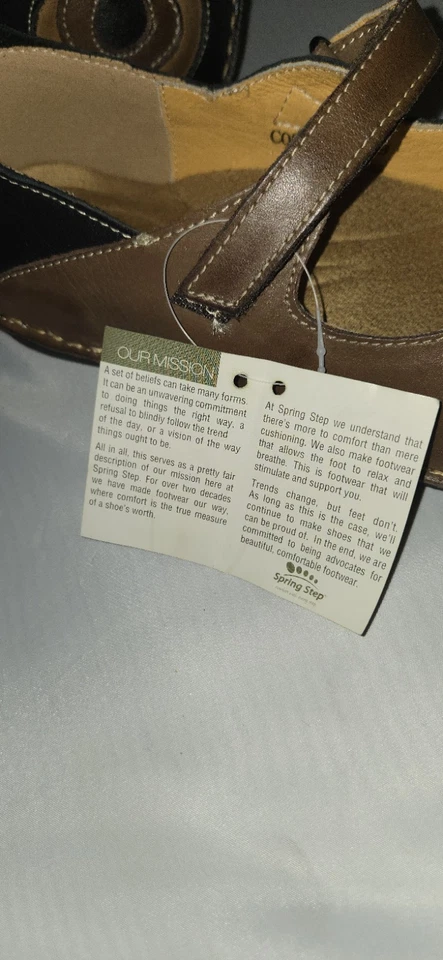 CO
OUR MISSION
A set of beliefs can take many forms.
It can be an unwavering commitment
to doing things the right way, a
refusal to blindly follow the trend
of the day, or a vision of the way
things ought to be.
All in all, this serves as a pretty fair
description of our mission here at
Spring Step. For over two decades
we have made footwear our way,
where comfort is the true measure
of a shoe's worth.
At Spring Step we understand that
there's more to comfort than mere
cushioning. We also make footwear
that allows the foot to relax and
breathe. This is footwear that will
stimulate and support you.
Trends change, but feet don't.
As long as this is the case, we'll
continue to make shoes that we
can be proud of. In the end, we are
committed to being advocates for
beautiful, comfortable footwear.
Spring Step